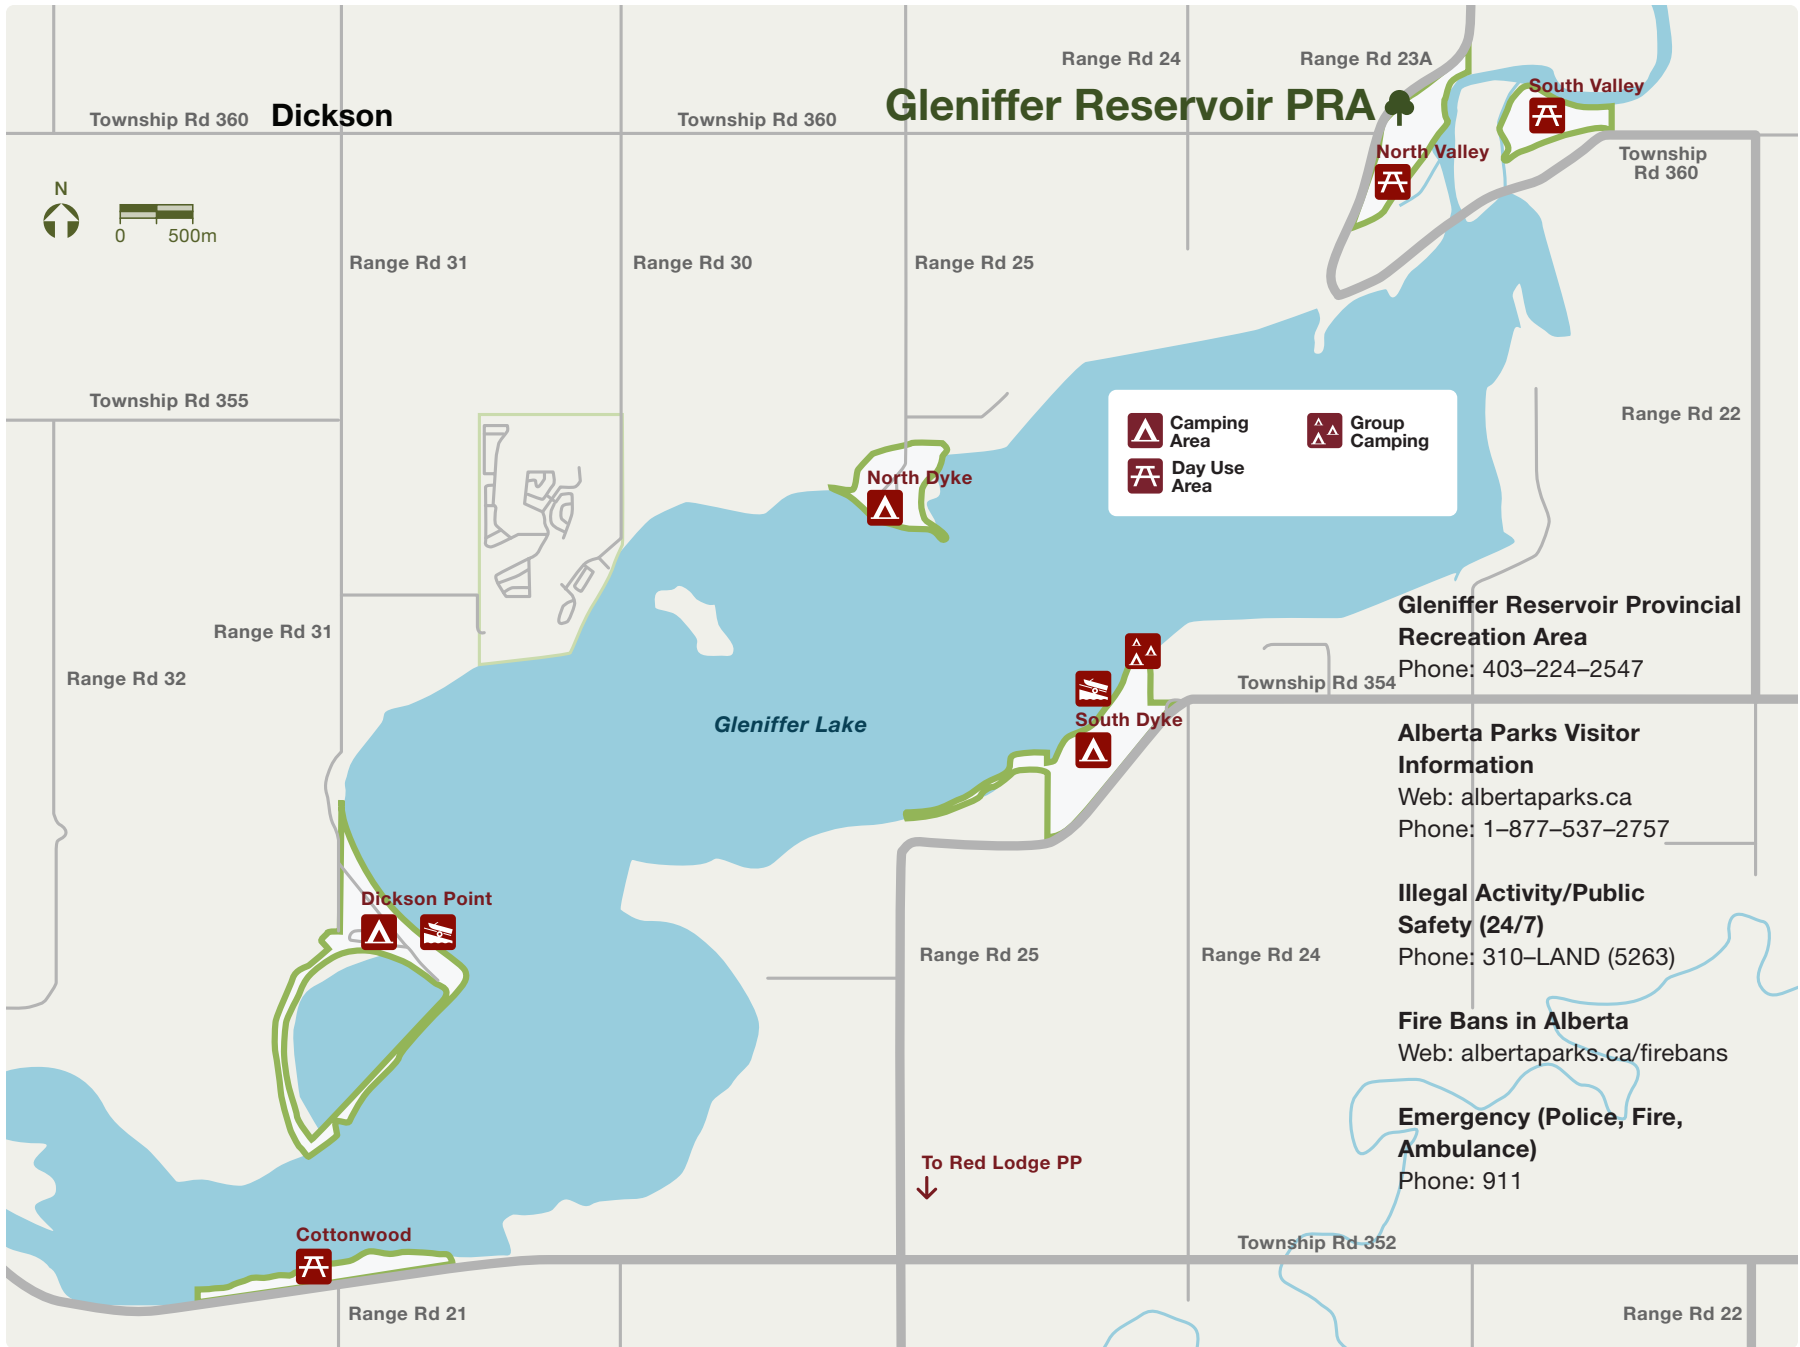 Range Rd 24
Range Rd 23A
Gleniffer Reservoir PRA
South Valley
Township Rd 360
Dickson
Township Rd 360
North Valley
Township
Rd 360
N
0
500m
Range Rd 31
Range Rd 30
Range Rd 25
Township Rd 355
Range Rd 22
Camping
Area
Group
Camping
Day Use
Area
North Dyke
Range Rd 31
Range Rd 32
Gleniffer Lake
South Dyke
Township Rd 354
Gleniffer Reservoir Provincial
Recreation Area
Phone: 403–224–2547
Alberta Parks Visitor
Information
Web: albertaparks.ca
Phone: 1–877–537–2757
Illegal Activity/Public
Safety (24/7)
Phone: 310–LAND (5263)
Fire Bans in Alberta
Web: albertaparks.ca/firebans
Emergency (Police, Fire,
Ambulance)
Phone: 911
Dickson Point
Range Rd 25
Range Rd 24
To Red Lodge PP
Cottonwood
Township Rd 352
Range Rd 21
Range Rd 22